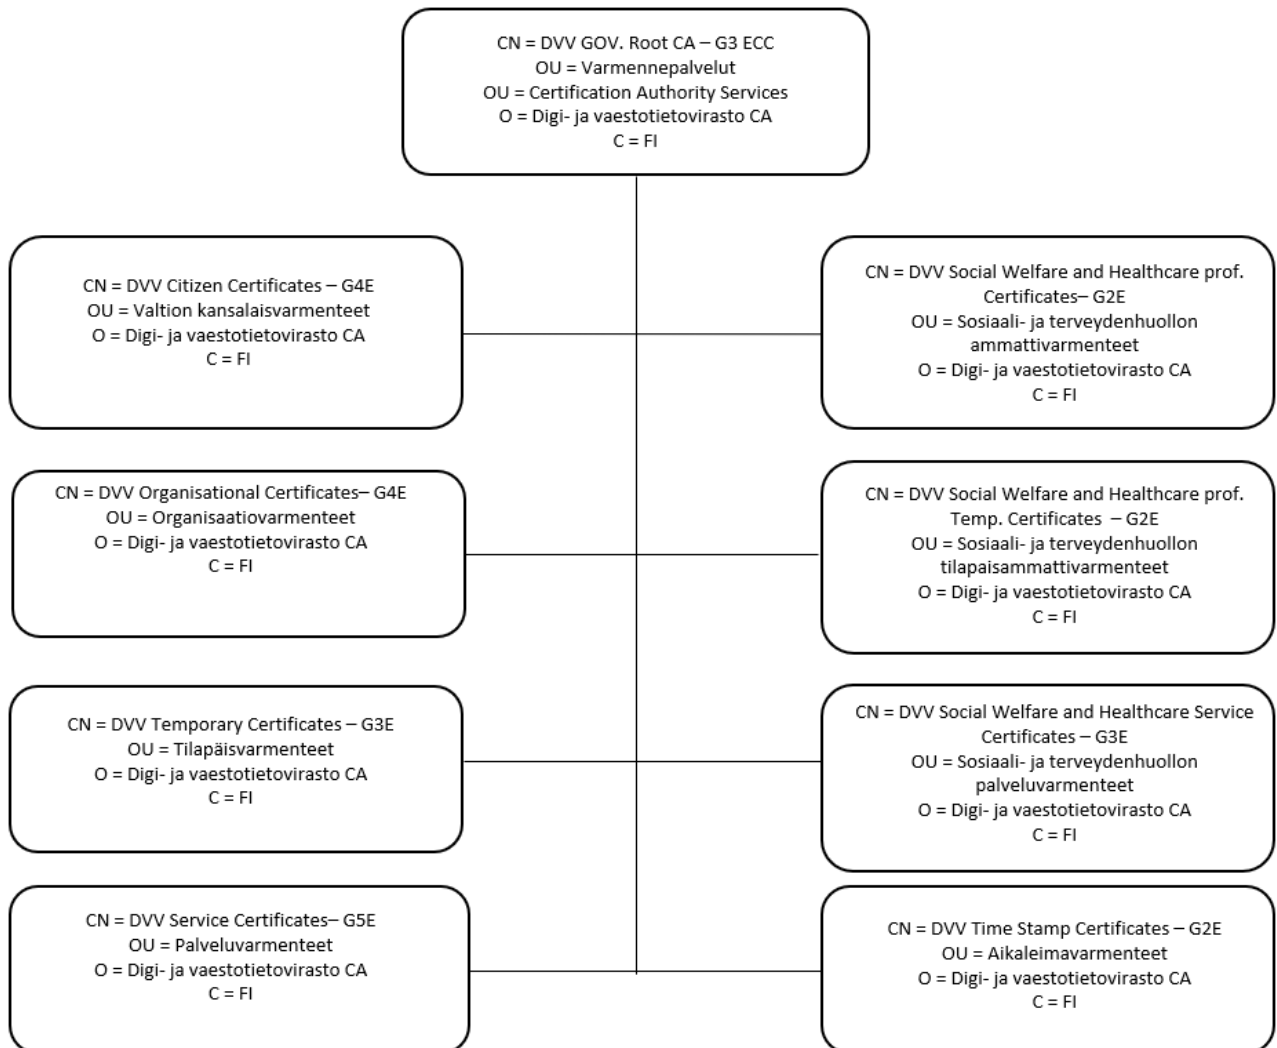 CN = DVV GOV. Root CA – G3 ECC
OU = Varmennepalvelut
OU = Certification Authority Services
O = Digi- ja vaestotietovirasto CA
C = FI
CN = DVV Citizen Certificates – G4E
OU = Valtion kansalaisvarmenteet
O = Digi- ja vaestotietovirasto CA
C = FI
CN = DVV Social Welfare and Healthcare prof.
Certificates– G2E
OU = Sosiaali- ja terveydenhuollon
ammattivarmenteet
O = Digi- ja vaestotietovirasto CA
C = FI
CN = DVV Organisational Certificates– G4E
OU = Organisaatiovarmenteet
O = Digi- ja vaestotietovirasto CA
C = FI
CN = DVV Social Welfare and Healthcare prof.
Temp. Certificates – G2E
OU = Sosiaali- ja terveydenhuollon
tilapaisammattivarmenteet
O = Digi- ja vaestotietovirasto CA
C = FI
CN = DVV Temporary Certificates – G3E
OU = Tilapäisvarmenteet
O = Digi- ja vaestotietovirasto CA
C = FI
CN = DVV Social Welfare and Healthcare Service
Certificates – G3E
OU = Sosiaali- ja terveydenhuollon
palveluvarmenteet
O = Digi- ja vaestotietovirasto CA
C = FI
CN = DVV Service Certificates– G5E
OU = Palveluvarmenteet
O = Digi- ja vaestotietovirasto CA
C = FI
CN = DVV Time Stamp Certificates – G2E
OU = Aikaleimavarmenteet
O = Digi- ja vaestotietovirasto CA
C = FI